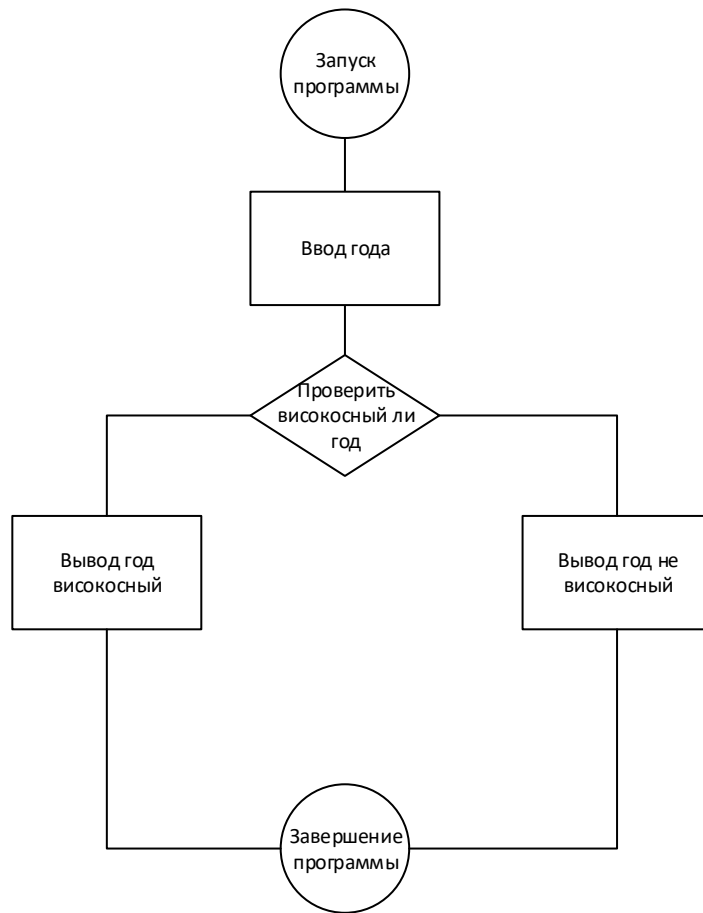 Запуск
программы
Ввод года
Проверить
високосный ли
год
Вывод год
високосный
Вывод год не
високосный
Завершение
программы